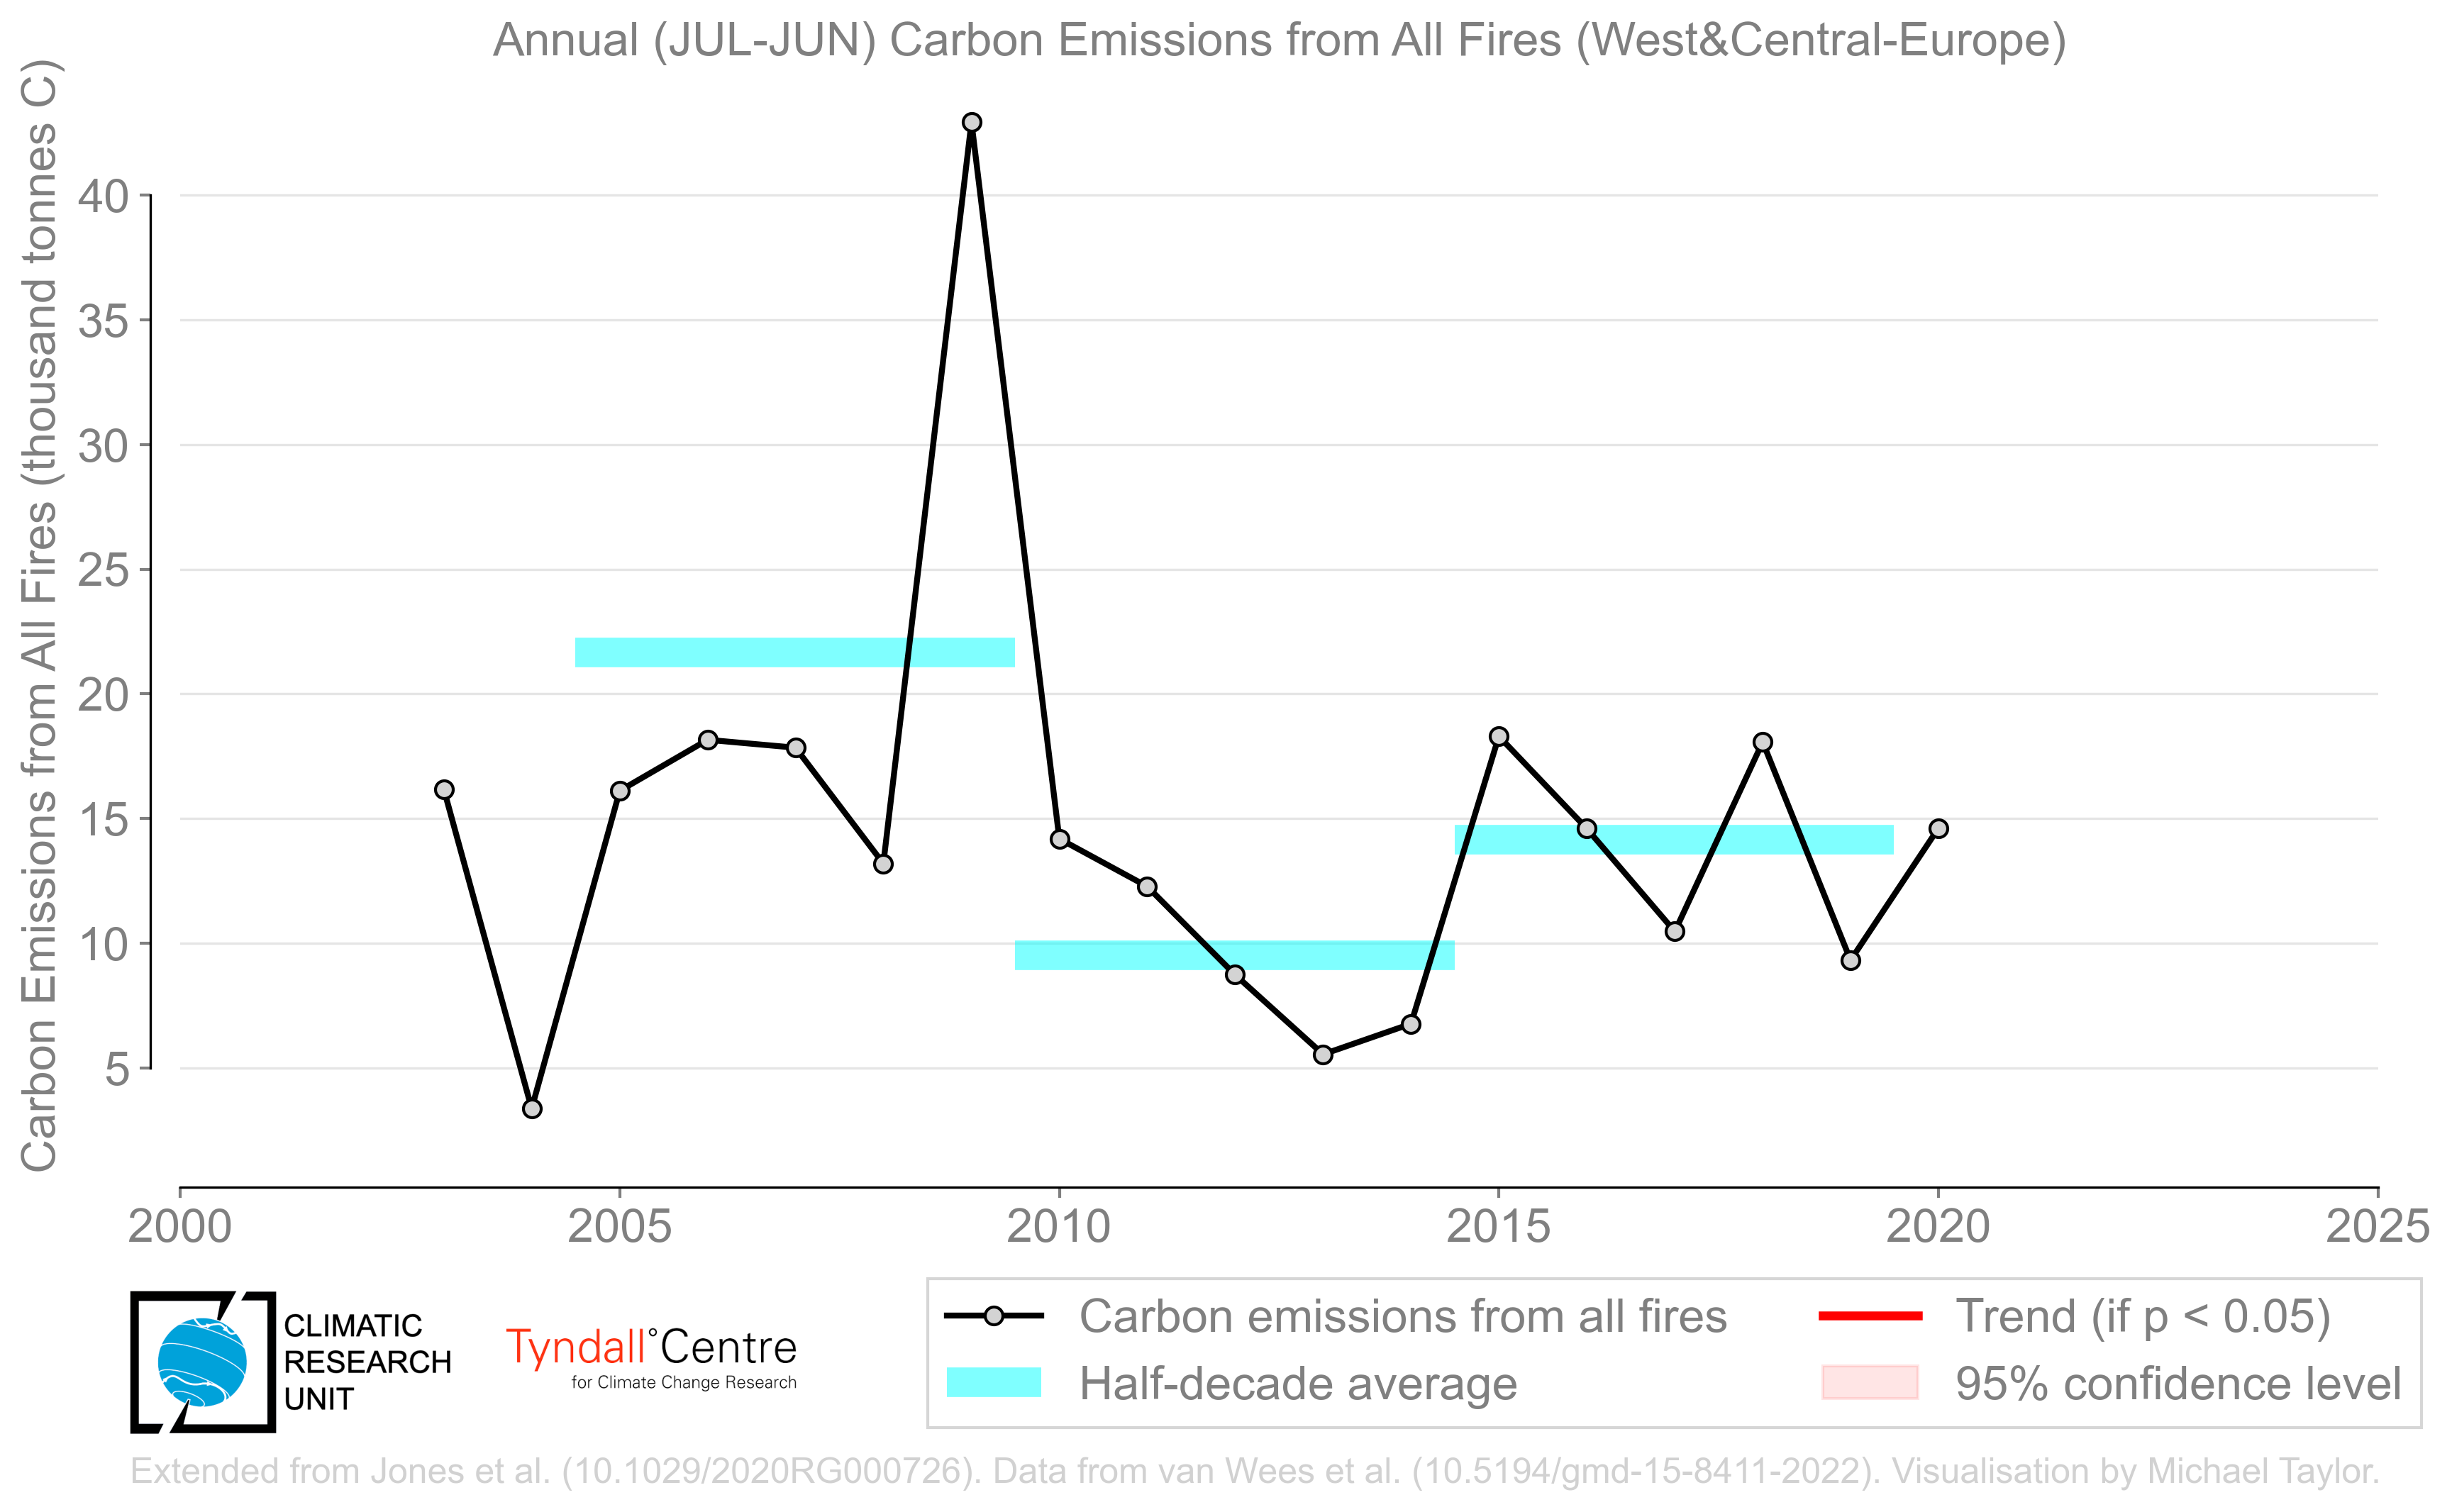 Annual (JUL-JUN) Carbon Emissions from All Fires (West&Central-Europe)
Carbon Emissions from All Fires (thousand tonnes C)
40
35
30
25
20
15
10
5
2000 2005 2010 2015 2020 2025
CLIMATIC
RESEARCH
UNIT
Tyndall°Centre
for Climate Change Research
Carbon emissions from all fires
Half-decade average
Trend (if p < 0.05)
95% confidence level
Extended from Jones et al. (10.1029/2020RG000726). Data from van Wees et al. (10.5194/gmd-15-8411-2022). Visualisation by Michael Taylor.